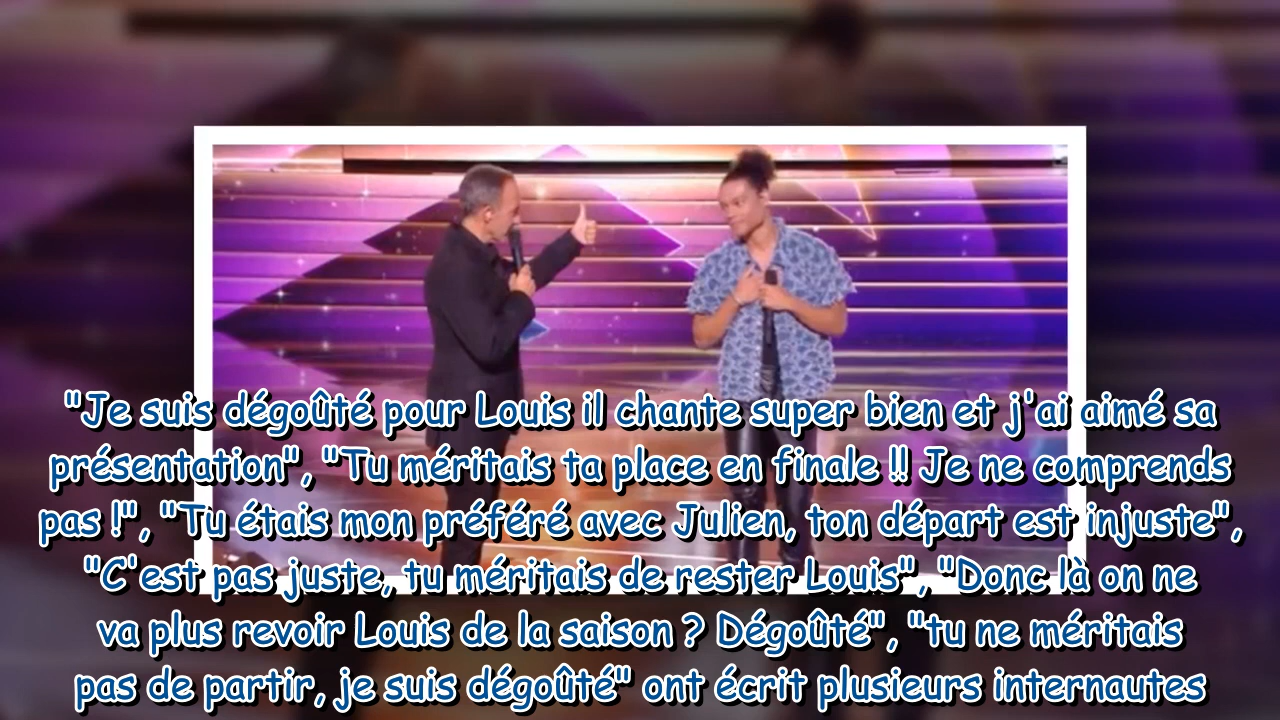 "Je suis dégoûté pour Louis il chante super bien et j'ai aimé sa
présentation", "Tu méritais ta place en finale !! Je ne comprends
pas !", "Tu étais mon préféré avec Julien, ton départ est injuste",
"C'est pas juste, tu méritais de rester Louis", "Donc là on ne
va plus revoir Louis de la saison ? Dégoûté", "tu ne méritais
pas de partir, je suis dégoûté" ont écrit plusieurs internautes